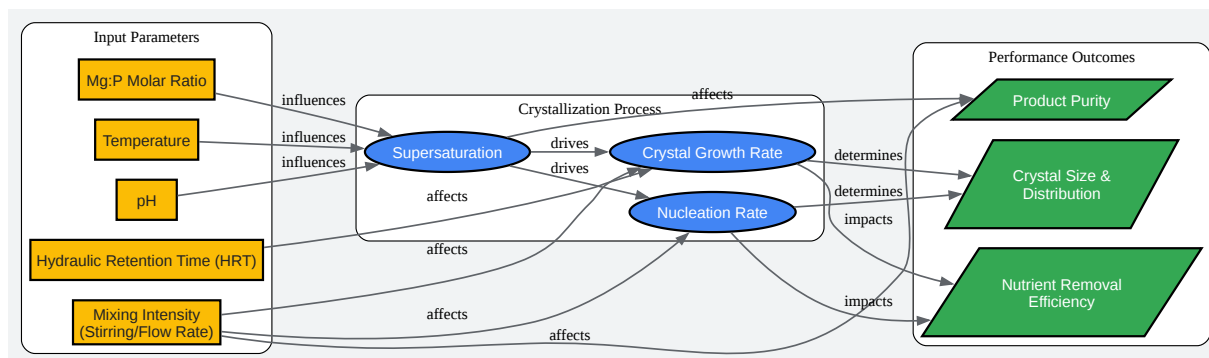 Input Parameters
Mg:P Molar Ratio
Temperature
pH
Hydraulic Retention Time (HRT)
Mixing Intensity
(Stirring/Flow Rate)
influences
influences
influences
affects
affects
affects
affects
Crystallization Process
Supersaturation
drives
drives
Crystal Growth Rate
Nucleation Rate
affects
determines
determines
impacts
impacts
Performance Outcomes
Product Purity
Crystal Size &
Distribution
Nutrient Removal
Efficiency